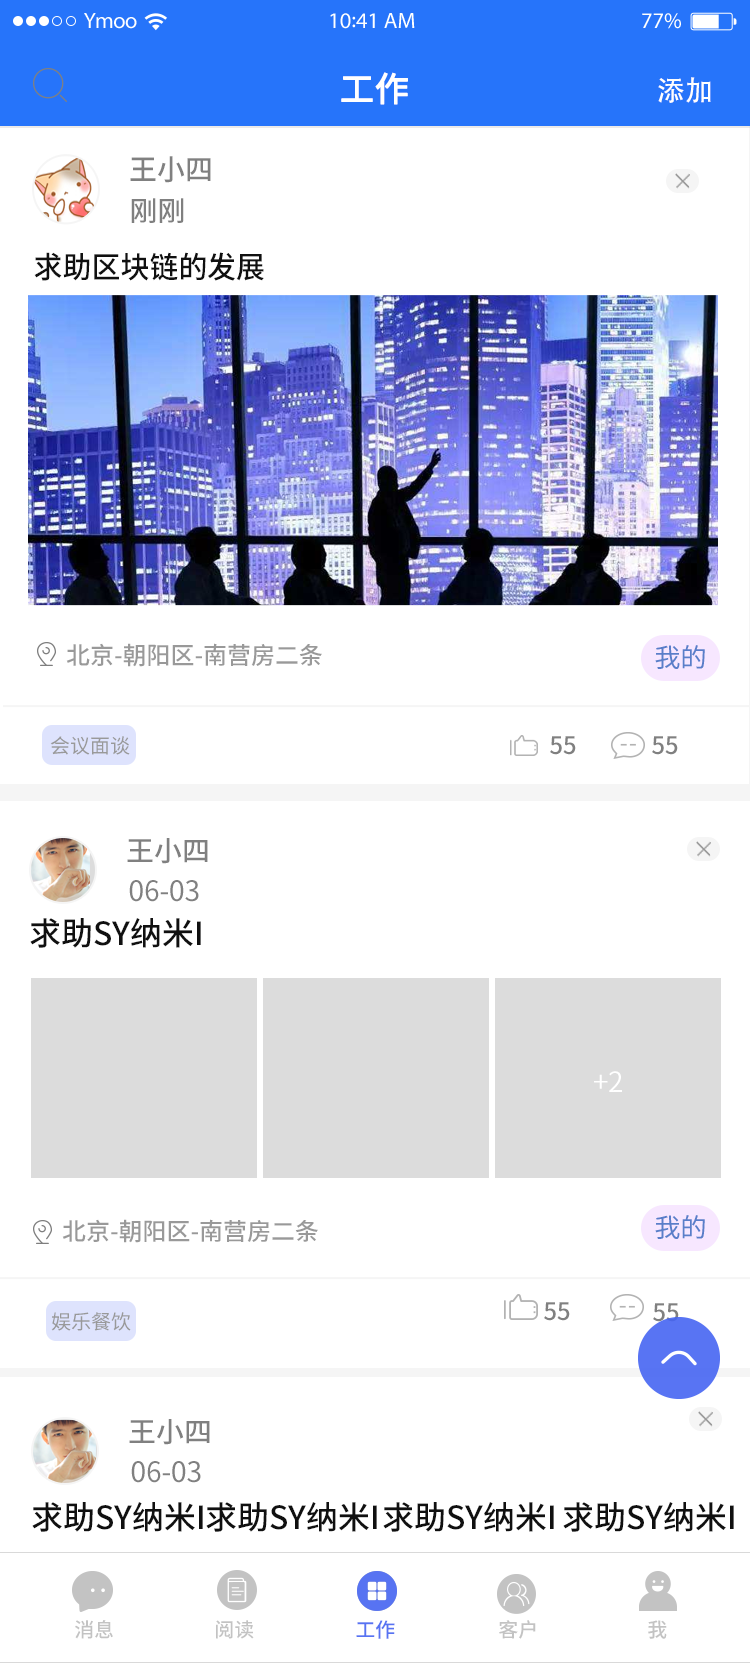 Ymoo 10:41 AM 77%
工作 添加
王小四
刚刚
求助区块链的发展
北京-朝阳区-南营房二条 我的
会议面谈 55 55
王小四
06-03
求助SY纳米I
+2
北京-朝阳区-南营房二条 我的
娱乐餐饮 55 55
王小四
06-03
求助SY纳米I求助SY纳米I求助SY纳米I 求助SY纳米I
消息 阅读 工作 客户 我